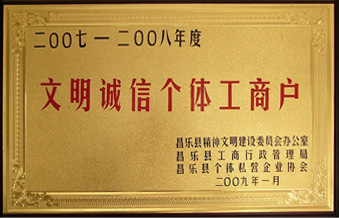 二００七—二００八年度
文明诚信个体工商户
昌乐县精神文明建设委员会办公室
昌乐县工商行政管理局
昌乐县个体私营企业协会
二００九年一月